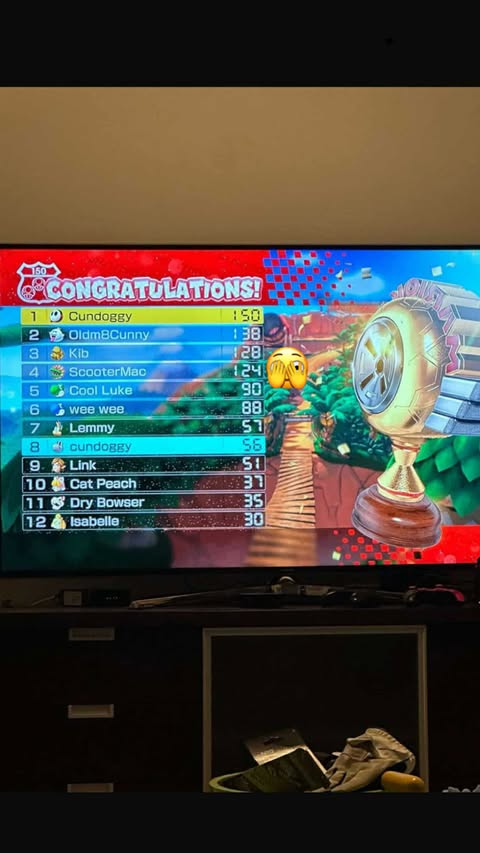 150
CONGRATULATIONS!
1 Cundoggy 150
2 Oldm8Cunny 138
3 Kib 128
4 ScooterMac 124
5 Cool Luke 90
6 wee wee 88
7 Lemmy 57
8 cundoggy 56
9 Link 51
10 Cat Peach 37
11 Dry Bowser 35
12 Isabelle 30